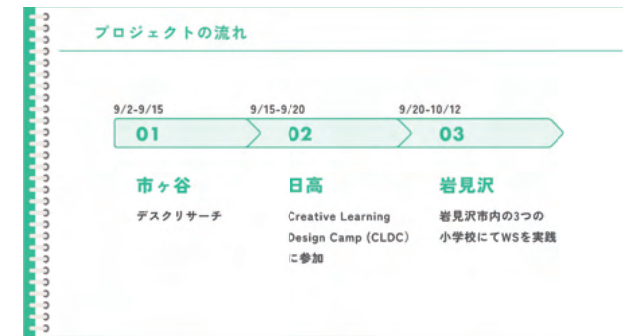 プロジェクトの流れ
9/2-9/15
9/15-9/20
9/20-10/12
01
02
03
市ヶ谷
日高
岩見沢
デスクリサーチ
Creative Learning
Design Camp (CLDC)
に参加
岩見沢市内の3つの
小学校にてWSを実践